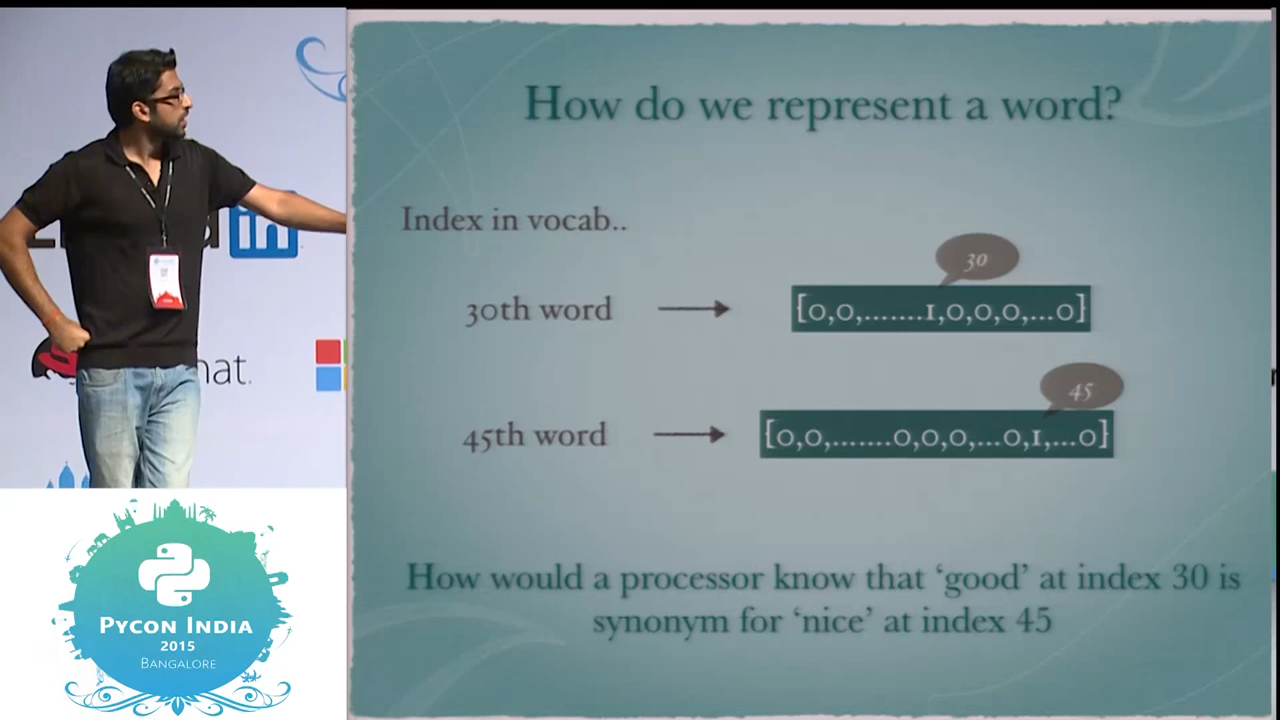 How do we represent a word?
Index in vocab..
30
30th word
{0,0,.......1,0,0,0,...0}
45
45th word
{0,0,.......0,0,0,...0,1,...0}
How would a processor know that ‘good’ at index 30 is
synonym for ‘nice’ at index 45
hat.
PYCON INDIA
2015
BANGALORE